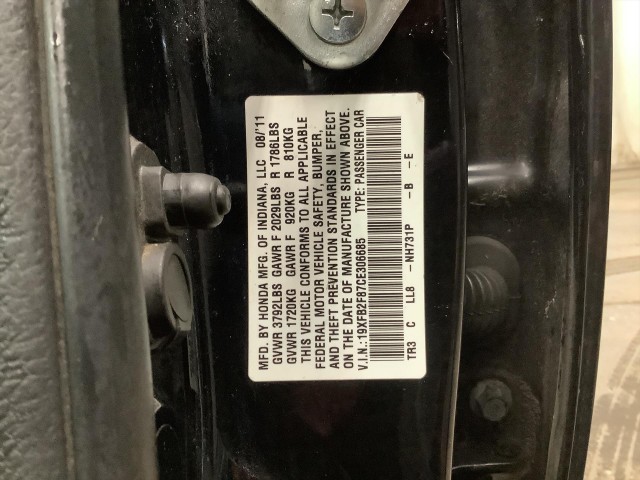 MFD. BY HONDA MFG. OF INDIANA, LLC 08/'11
GVWR 3792LBS GAWR F 2029LBS R 1786LBS
GVWR 1720KG GAWR F 920KG R 810KG
THIS VEHICLE CONFORMS TO ALL APPLICABLE
FEDERAL MOTOR VEHICLE SAFETY, BUMPER,
AND THEFT PREVENTION STANDARDS IN EFFECT
ON THE DATE OF MANUFACTURE SHOWN ABOVE.
V.I.N.:19XFB2F87CE306685 TYPE: PASSENGER CAR
TR3 C LL8 -NH731P -B -E